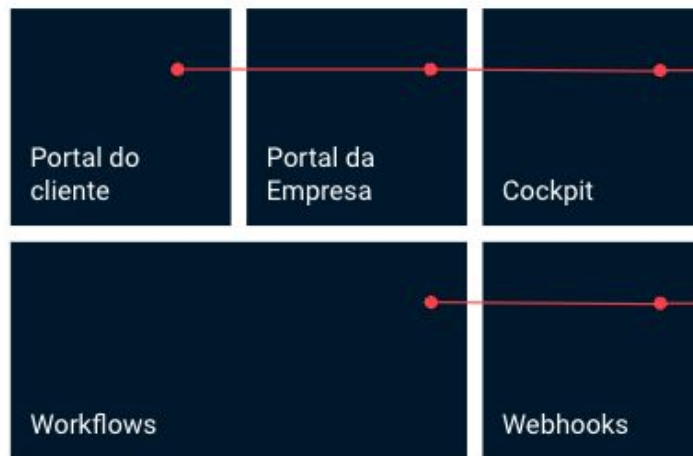 Portal do
cliente
Portal da
Empresa
Cockpit
Workflows
Webhooks